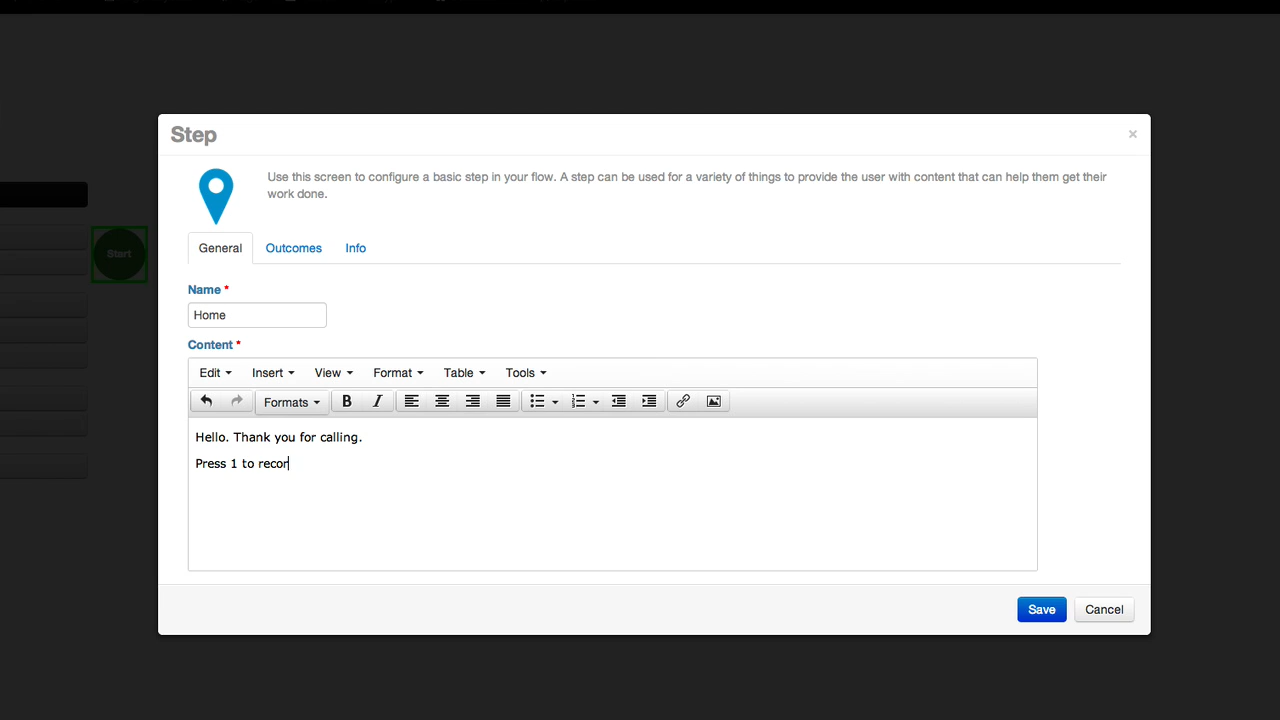 Step
×
Use this screen to configure a basic step in your flow. A step can be used for a variety of things to provide the user with content that can help them get their
work done.
General Outcomes Info
Start
Name *
Home
Content *
Edit Insert View Format Table Tools
Formats B I
Hello. Thank you for calling.
Press 1 to recor
Save Cancel